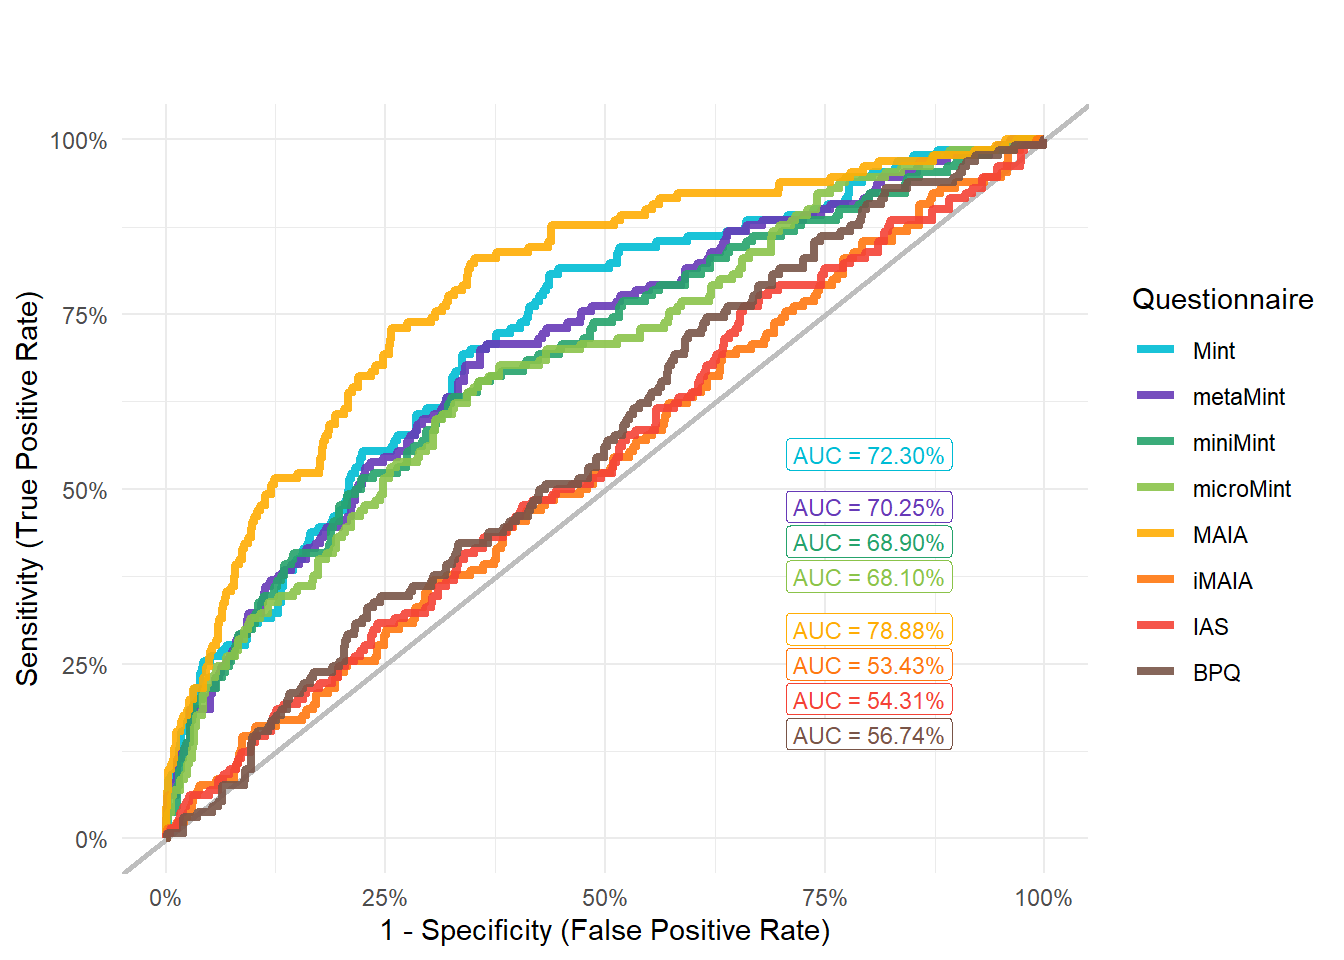 Sensitivity (True Positive Rate)
100%
75%
50%
25%
0%
0%
25%
50%
75%
100%
1 - Specificity (False Positive Rate)
AUC = 72.30%
AUC = 70.25%
AUC = 68.90%
AUC = 68.10%
AUC = 78.88%
AUC = 53.43%
AUC = 54.31%
AUC = 56.74%
Questionnaire
Mint
metaMint
miniMint
microMint
MAIA
iMAIA
IAS
BPQ